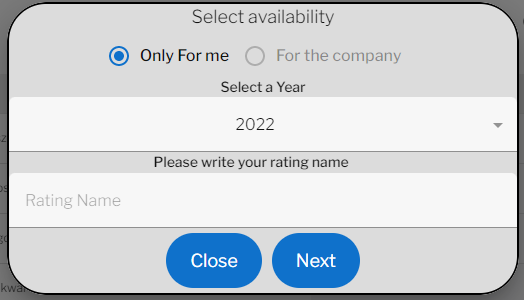 Select availability
Only For me For the company
Select a Year
2022
Please write your rating name
Rating Name
Close Next